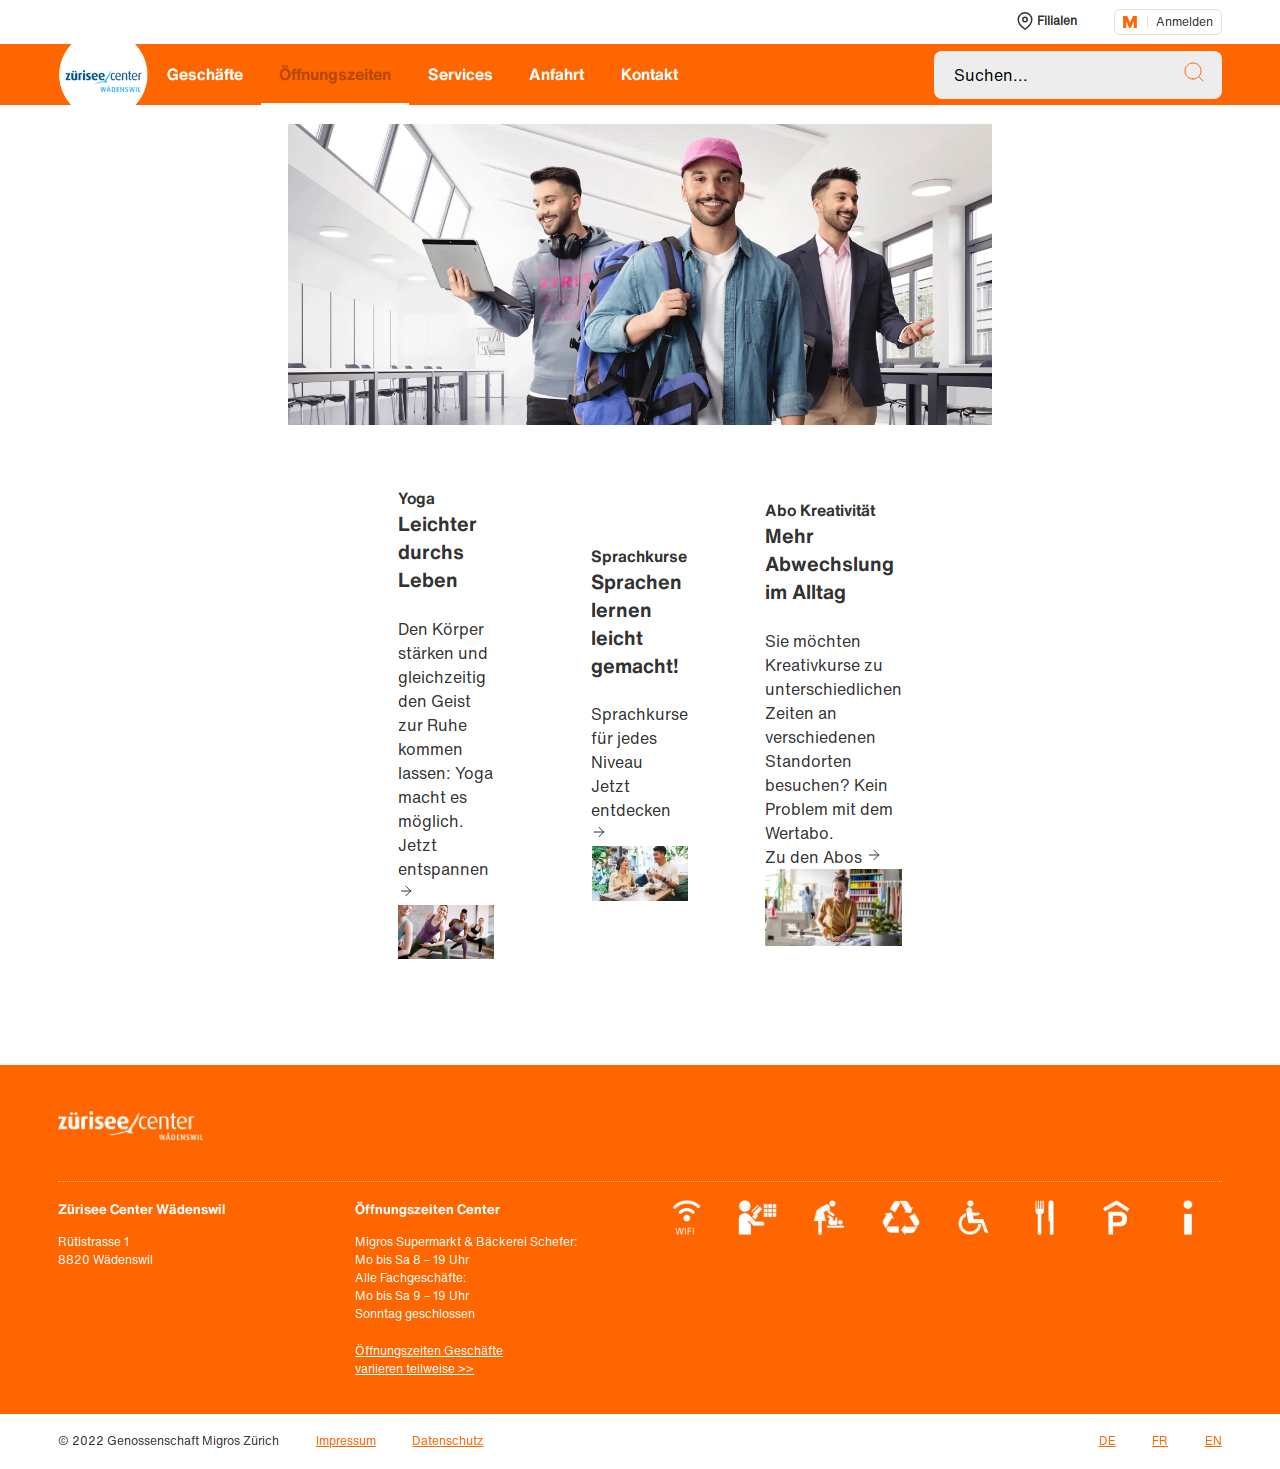 Filialen
M Anmelden
zürisee/center
WÄDENSWIL
Geschäfte
Öffnungszeiten
Services
Anfahrt
Kontakt
Suchen...
Yoga
Leichter
durchs
Leben
Den Körper
stärken und
gleichzeitig
den Geist
zur Ruhe
kommen
lassen: Yoga
macht es
möglich.
Jetzt
entspannen
→
Sprachkurse
Sprachen
lernen
leicht
gemacht!
Sprachkurse
für jedes
Niveau
Jetzt
entdecken
→
Abo Kreativität
Mehr
Abwechslung
im Alltag
Sie möchten
Kreativkurse zu
unterschiedlichen
Zeiten an
verschiedenen
Standorten
besuchen? Kein
Problem mit dem
Wertabo.
Zu den Abos →
zürisee/center
WÄDENSWIL
Zürisee Center Wädenswil
Rütistrasse 1
8820 Wädenswil
Öffnungszeiten Center
Migros Supermarkt & Bäckerei Schefer:
Mo bis Sa 8 – 19 Uhr
Alle Fachgeschäfte:
Mo bis Sa 9 – 19 Uhr
Sonntag geschlossen
Öffnungszeiten Geschäfte
variieren teilweise >>
WIFI
P
i
© 2022 Genossenschaft Migros Zürich
Impressum
Datenschutz
DE
FR
EN